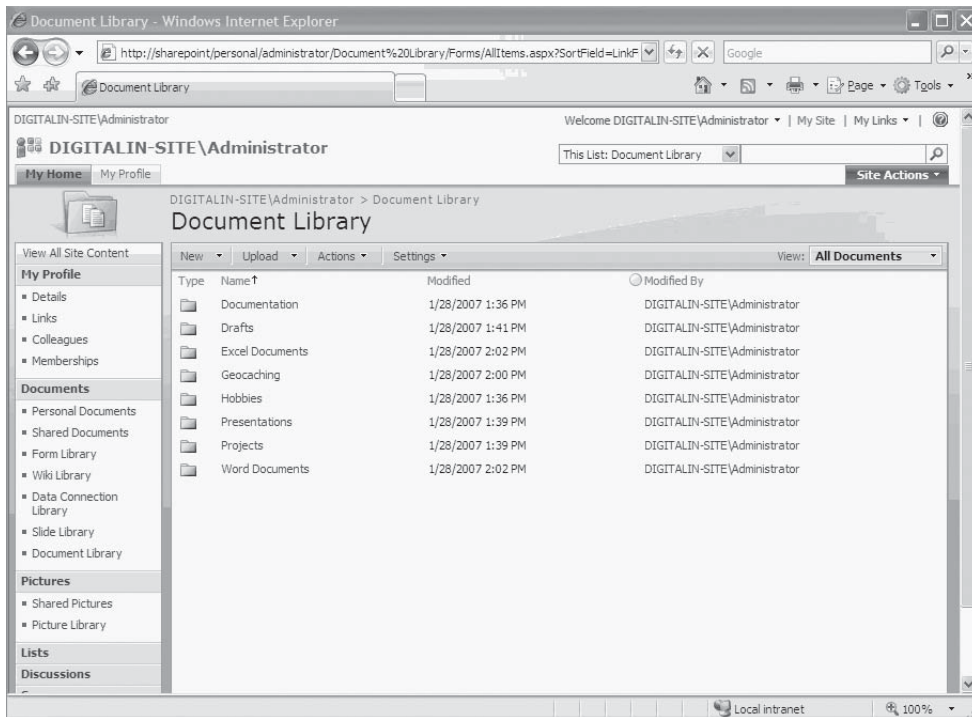 Document Library - Windows Internet Explorer
http://sharepoint/personal/administrator/Document%20Library/Forms/AllItems.aspx?SortField=LinkF
Google
Document Library
Page
Tools
DIGITALIN-SITE\Administrator
Welcome DIGITALIN-SITE\Administrator | My Site | My Links |
DIGITALIN-SITE\Administrator
This List: Document Library
My Home
My Profile
Site Actions
DIGITALIN-SITE\Administrator > Document Library
Document Library
View All Site Content
New
Upload
Actions
Settings
View: All Documents
My Profile
Details
Links
Colleagues
Memberships
Documents
Personal Documents
Shared Documents
Form Library
Wiki Library
Data Connection
Library
Slide Library
Document Library
Pictures
Shared Pictures
Picture Library
Lists
Discussions
Type Name Modified Modified By
Documentation 1/28/2007 1:36 PM DIGITALIN-SITE\Administrator
Drafts 1/28/2007 1:41 PM DIGITALIN-SITE\Administrator
Excel Documents 1/28/2007 2:02 PM DIGITALIN-SITE\Administrator
Geocaching 1/28/2007 2:00 PM DIGITALIN-SITE\Administrator
Hobbies 1/28/2007 1:36 PM DIGITALIN-SITE\Administrator
Presentations 1/28/2007 1:39 PM DIGITALIN-SITE\Administrator
Projects 1/28/2007 1:39 PM DIGITALIN-SITE\Administrator
Word Documents 1/28/2007 2:02 PM DIGITALIN-SITE\Administrator
Local intranet
100%